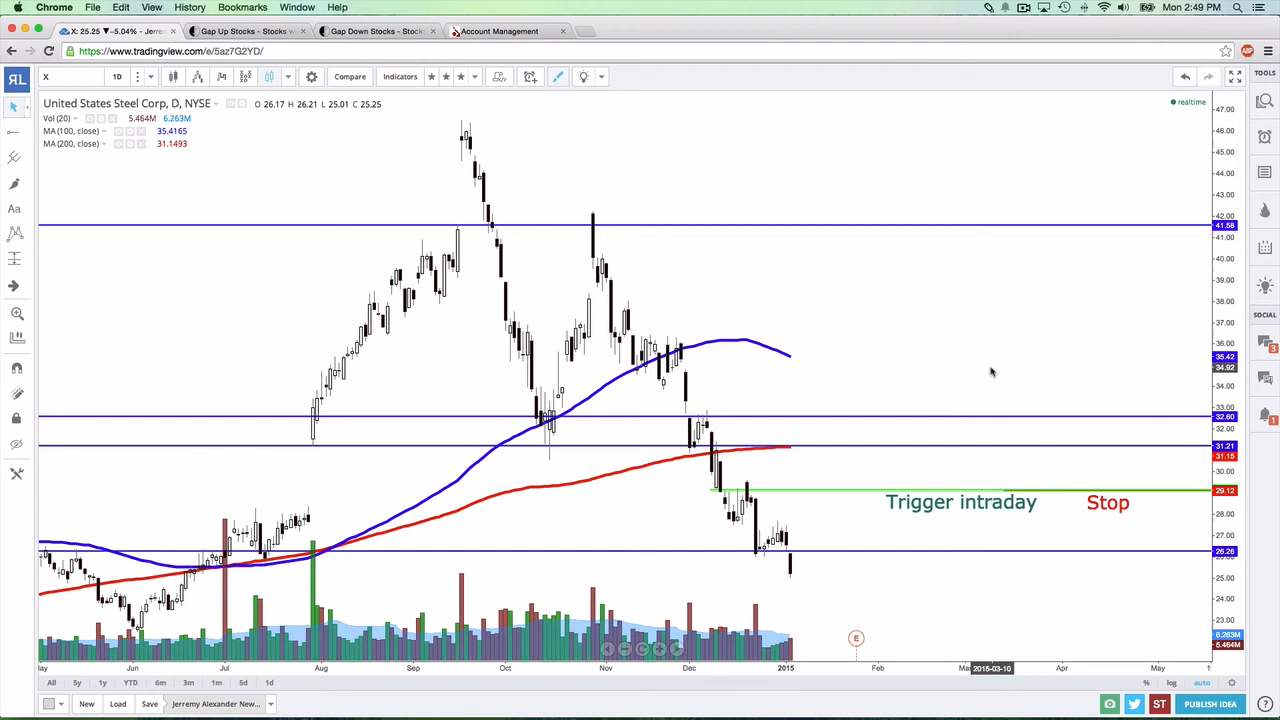 Chrome File Edit View History Bookmarks Window Help
Mon 2:49 PM
X: 25.25 ▼-5.04% - Jerre
Gap Up Stocks - Stocks w
Gap Down Stocks - Stocks
Account Management
https://www.tradingview.com/e/5az7G2YD/
X 1D Compare Indicators
TOOLS
United States Steel Corp, D, NYSE O 26.17 H 26.21 L 25.01 C 25.25
realtime
Vol (20) 5.464M 6.263M
MA (100, close) 35.4165
MA (200, close) 31.1493
47.00
46.00
45.00
44.00
43.00
42.00
41.58
41.00
40.00
39.00
38.00
37.00
36.00
35.42
34.92
34.00
33.00
32.60
32.00
31.21
31.15
30.00
29.12
28.00
27.00
26.26
25.00
24.00
23.00
6.263M
5.464M
SOCIAL
3
1
Trigger intraday Stop
E
Jun Jul Aug Sep Oct Nov Dec 2015 Feb 2015-03-10 Apr May
All 5y 1y YTD 6m 3m 1m 5d 1d
% log auto
New Load Save Jeremy Alexander New...
ST PUBLISH IDEA